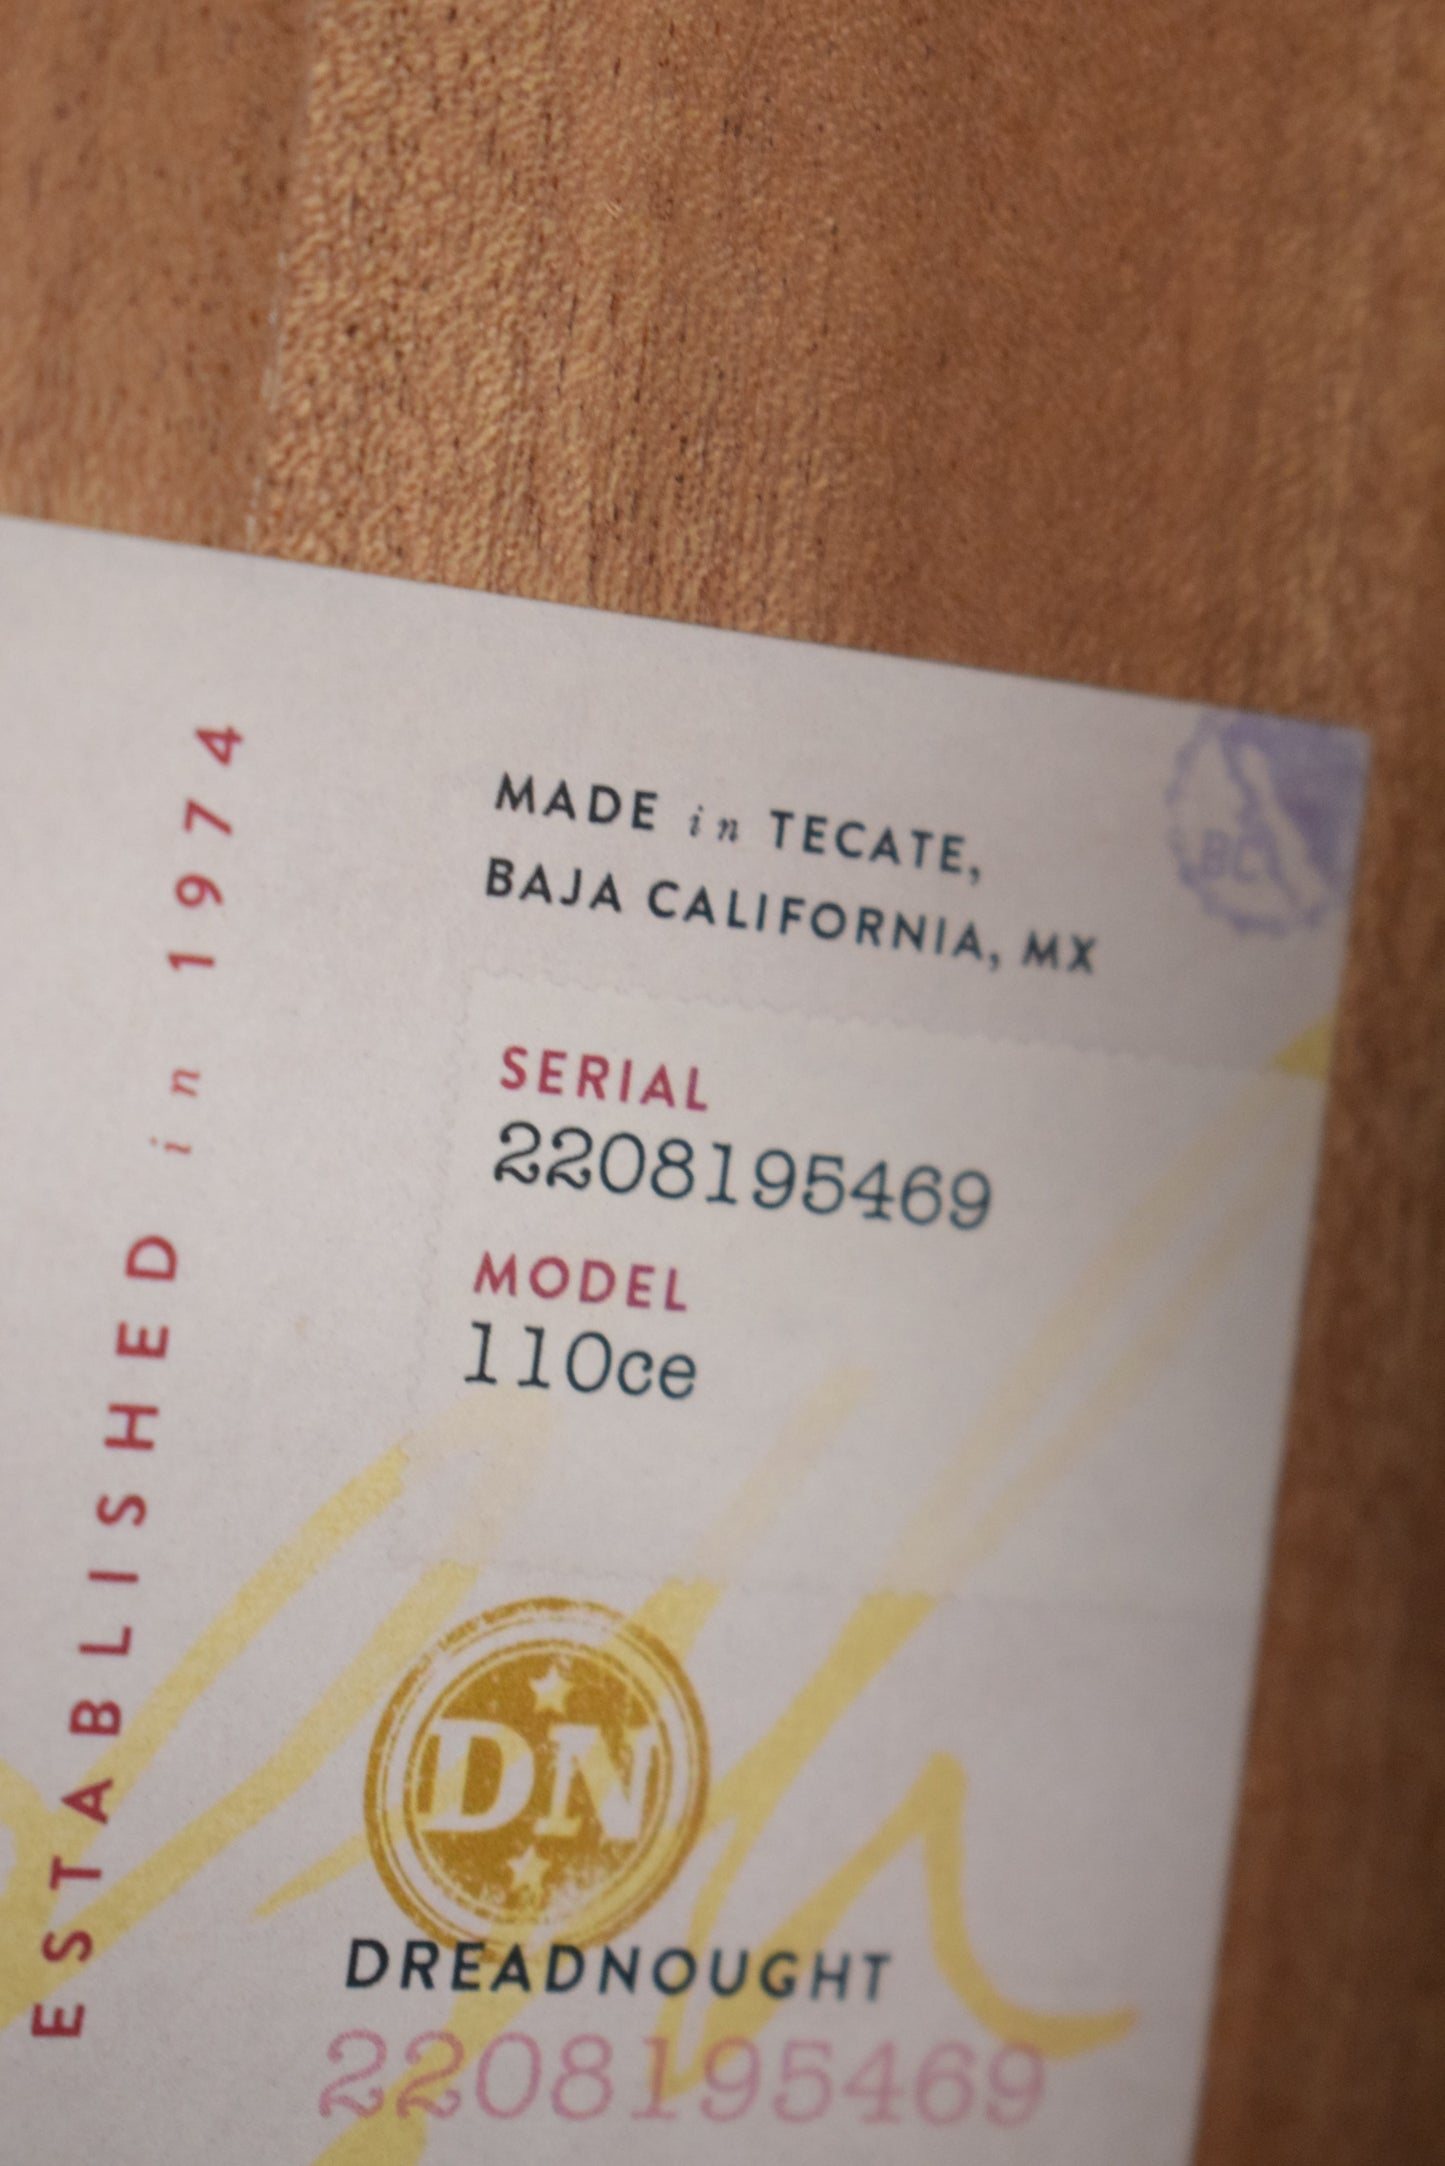 ESTABLISHED in 1974
MADE in TECATE,
BAJA CALIFORNIA, MX
SERIAL
2208195469
MODEL
110ce
DN
DREADNOUGHT
2208195469